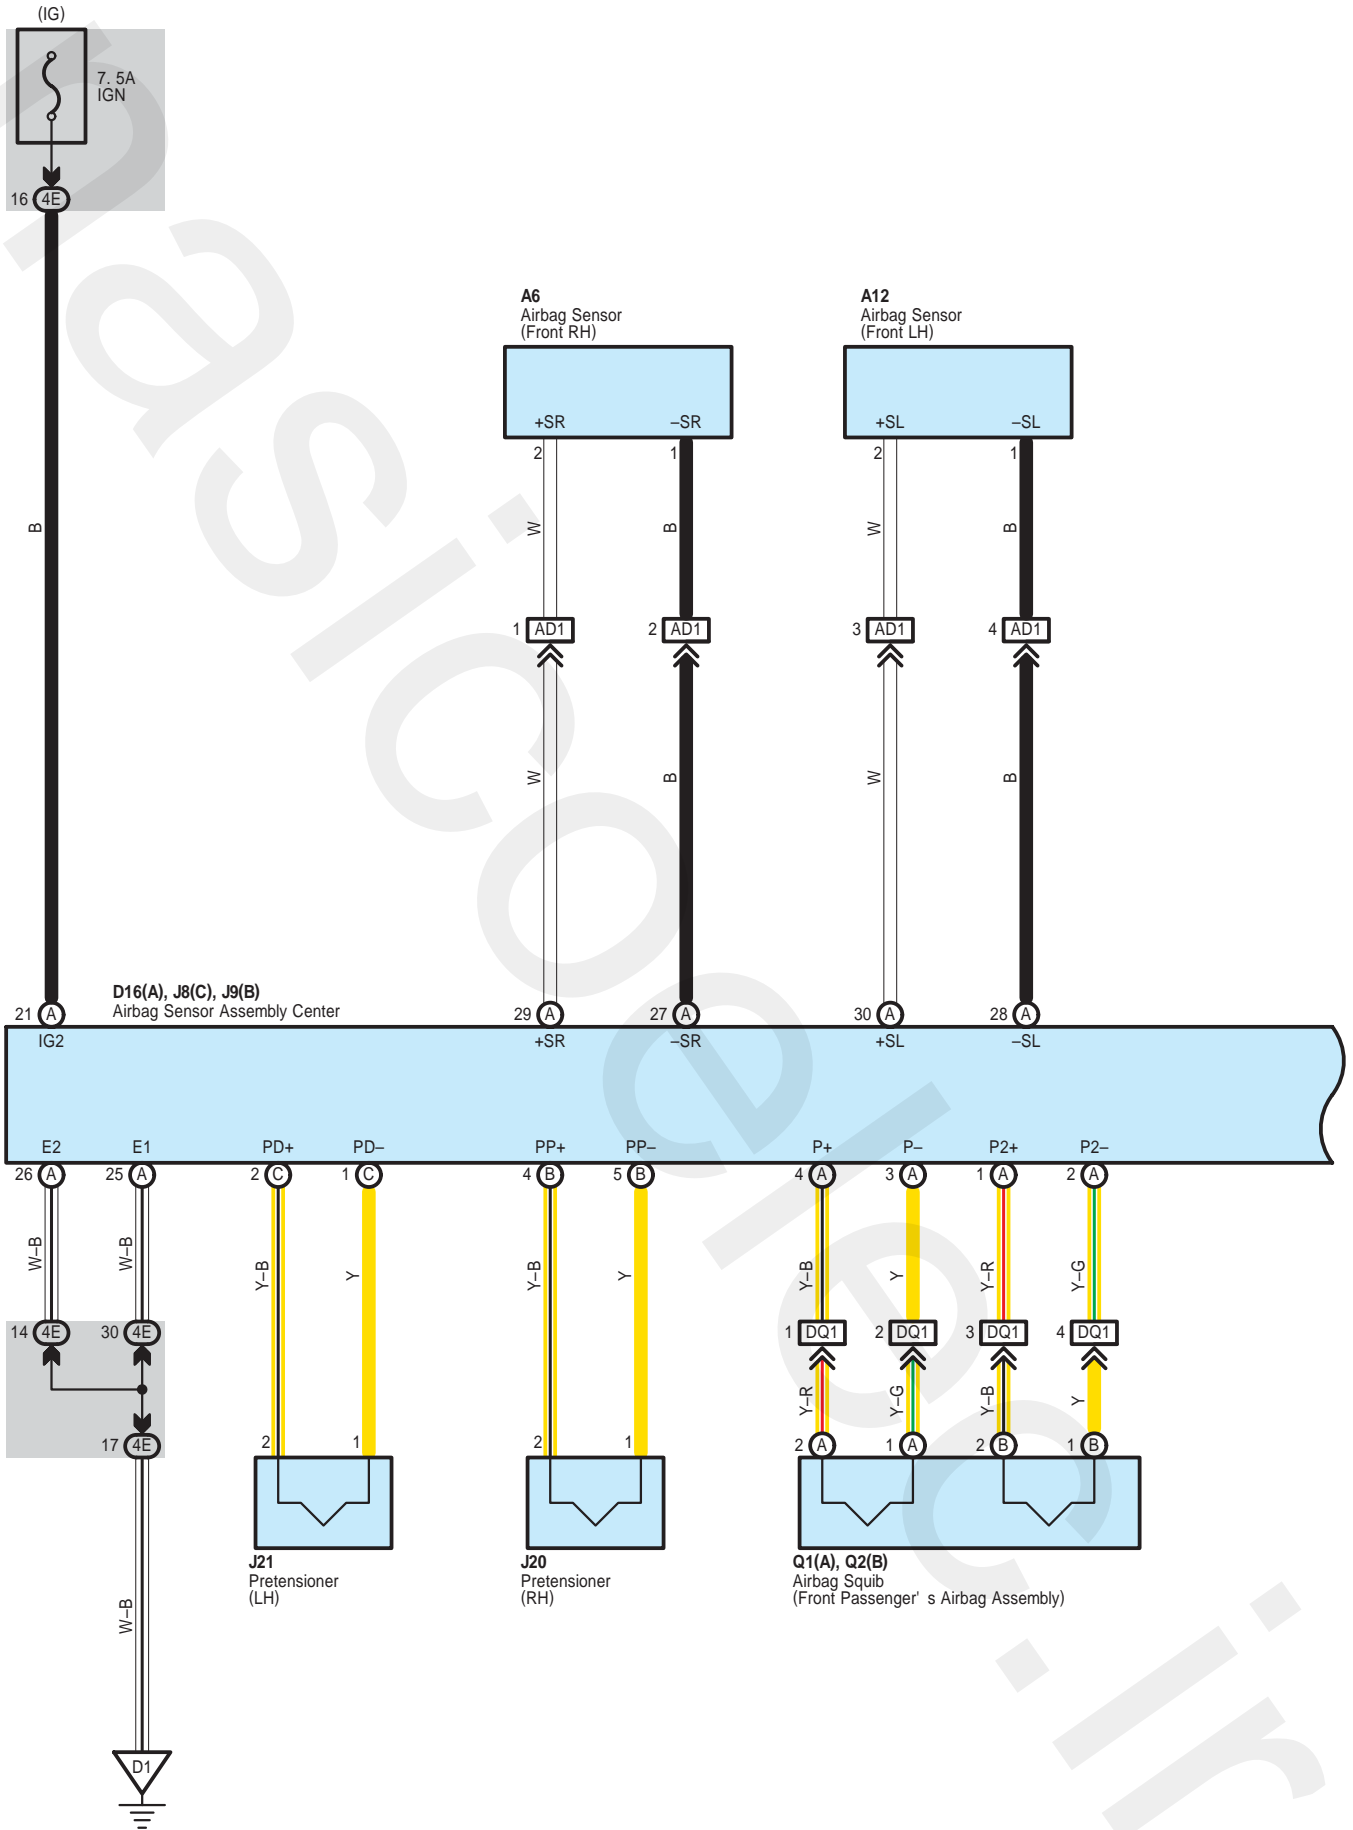 (IG)
7. 5A
IGN
16 4E
A6
Airbag Sensor
(Front RH)
A12
Airbag Sensor
(Front LH)
+SR –SR +SL –SL
2 1 2 1
B W B W B
1 AD1 2 AD1 3 AD1 4 AD1
W B W B
D16(A), J8(C), J9(B)
Airbag Sensor Assembly Center
21 A 29 A 27 A 30 A 28 A
IG2 +SR –SR +SL –SL
E2 E1 PD+ PD– PP+ PP– P+ P– P2+ P2–
26 A 25 A 2 C 1 C 4 B 5 B 4 A 3 A 1 A 2 A
W–B W–B Y–B Y Y–B Y Y–B Y Y–R Y–G
14 4E 30 4E 1 DQ1 2 DQ1 3 DQ1 4 DQ1
Y–R Y–G Y–B Y
17 4E 2 1 2 1 2 A 1 A 2 B 1 B
J21
Pretensioner
(LH)
J20
Pretensioner
(RH)
Q1(A), Q2(B)
Airbag Squib
(Front Passenger' s Airbag Assembly)
W–B
D1
nasicoelec.ir